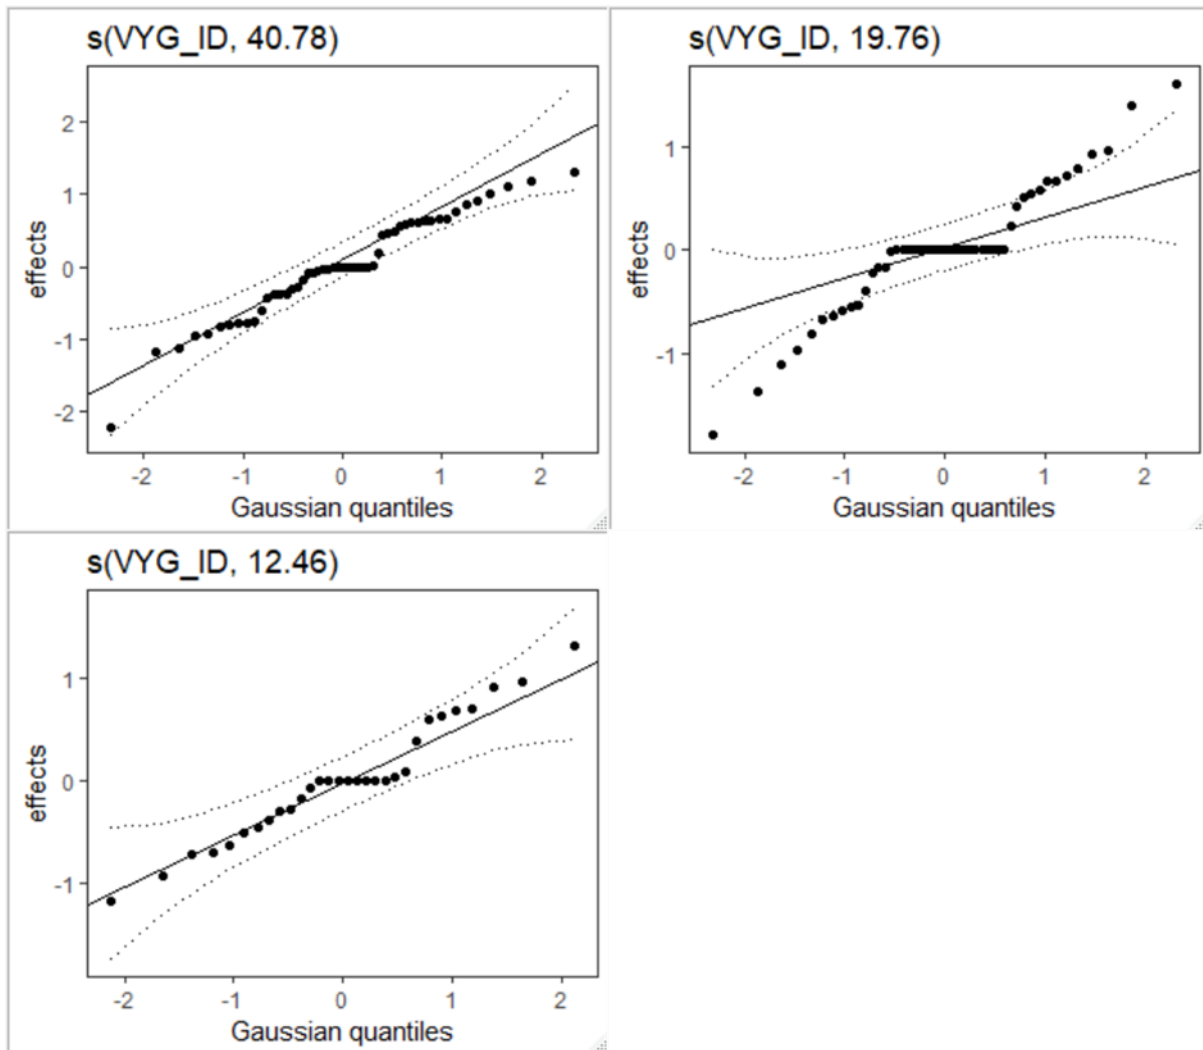 s(VYG_ID, 40.78)
2
1
0
-1
-2
effects
-2 -1 0 1 2
Gaussian quantiles
s(VYG_ID, 19.76)
1
0
-1
effects
-2 -1 0 1 2
Gaussian quantiles
s(VYG_ID, 12.46)
1
0
-1
effects
-2 -1 0 1 2
Gaussian quantiles